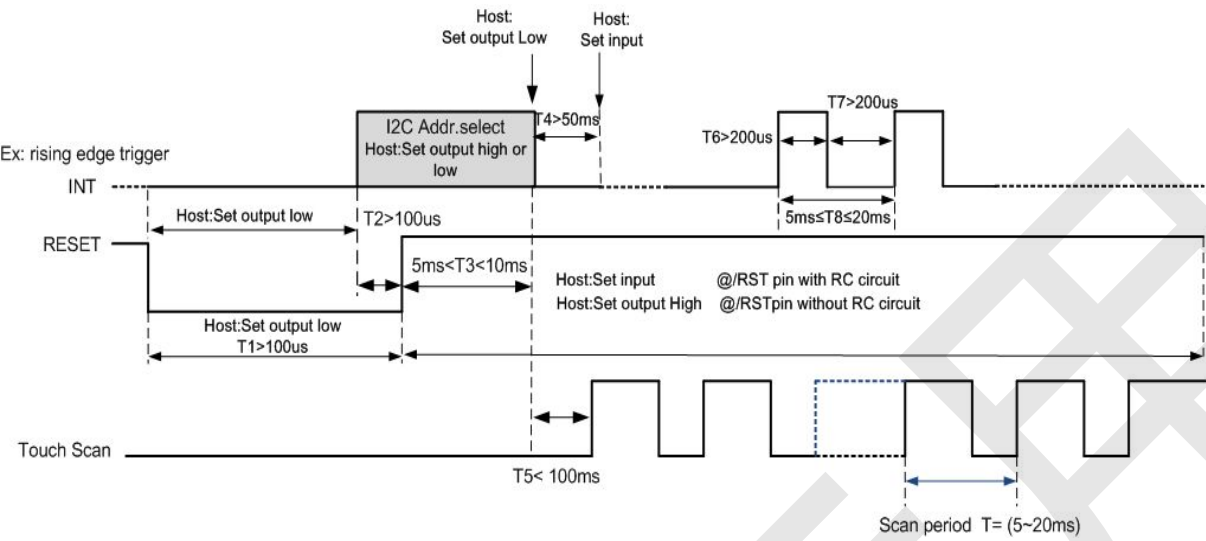 Host:
Set output Low
Host:
Set input
T7>200us
T4>50ms
I2C Addr.select
Host:Set output high or
low
T6>200us
Ex: rising edge trigger
INT
Host:Set output low
T2>100us
5ms≤T8≤20ms
RESET
5ms<T3<10ms
Host:Set input @/RST pin with RC circuit
Host:Set output High @/RSTpin without RC circuit
Host:Set output low
T1>100us
Touch Scan
T5< 100ms
Scan period T= (5~20ms)